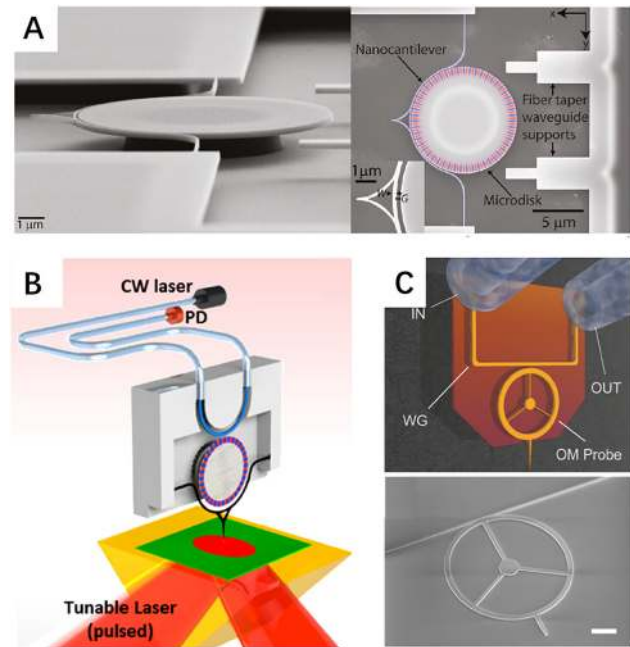 A
1 μm
Nanocantilever
X
Y
Fiber taper
waveguide
supports
1μm
W
G
Microdisk
5 μm
B
CW laser
PD
Tunable Laser
(pulsed)
C
IN
OUT
WG
OM Probe